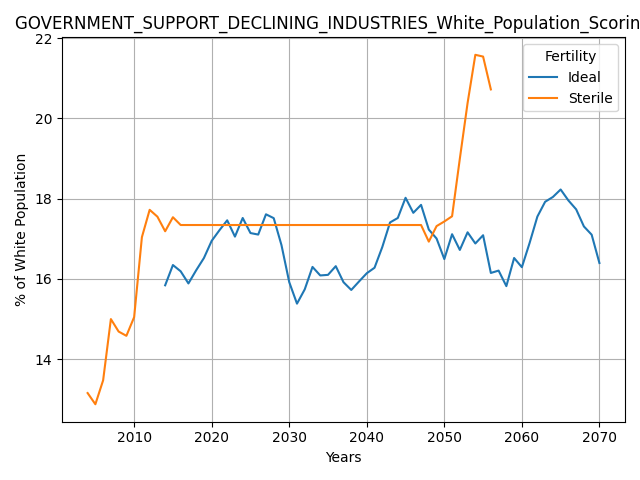 GOVERNMENT_SUPPORT_DECLINING_INDUSTRIES_White_Population_Scorin
22
20
18
16
14
% of White Population
Fertility
Ideal
Sterile
2010 2020 2030 2040 2050 2060 2070
Years